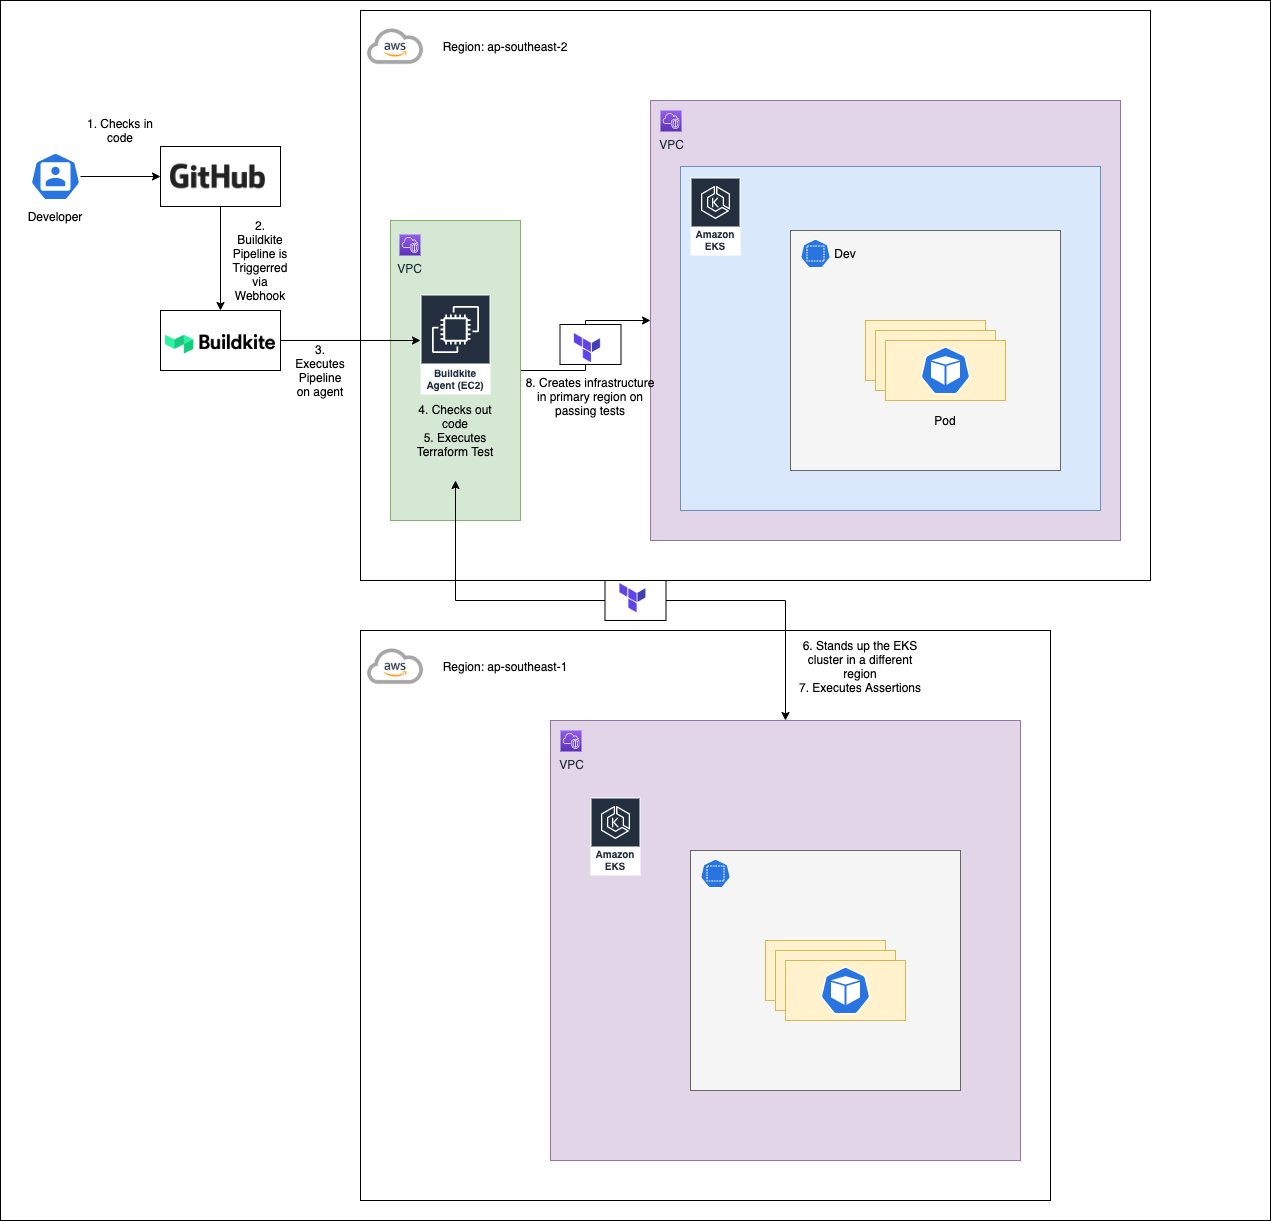 aws
Region: ap-southeast-2
1. Checks in
code
GitHub
Developer
VPC
Amazon
EKS
Dev
Pod
2.
Buildkite
Pipeline is
Triggerred
via
Webhook
Buildkite
3.
Executes
Pipeline
on agent
VPC
Buildkite
Agent (EC2)
4. Checks out
code
5. Executes
Terraform Test
8. Creates infrastructure
in primary region on
passing tests
aws
Region: ap-southeast-1
6. Stands up the EKS
cluster in a different
region
7. Executes Assertions
VPC
Amazon
EKS